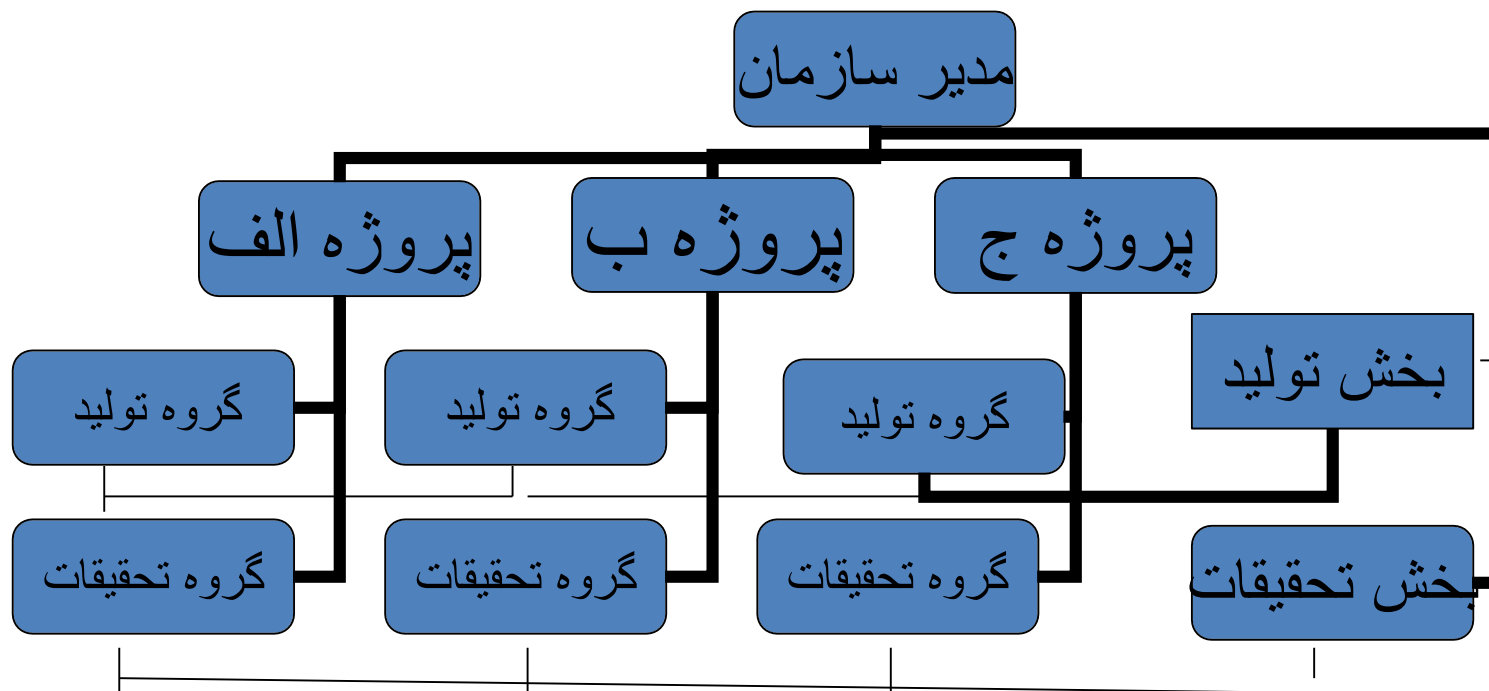 مدیر سازمان
پروژه ج
پروژه ب
پروژه الف
بخش تولید
گروه تولید
گروه تولید
گروه تولید
بخش تحقیقات
گروه تحقیقات
گروه تحقیقات
گروه تحقیقات